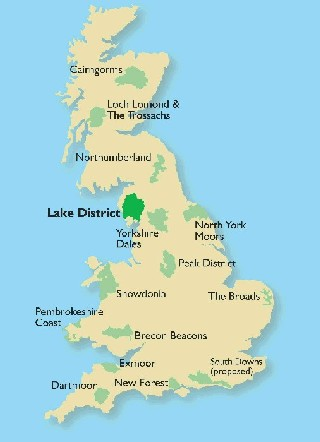 Cairngorms
Loch Lomond &
The Trossachs
Northumberland
Lake District
North York
Moors
Yorkshire
Dales
Peak District
Snowdonia
The Broads
Pembrokeshire
Coast
Brecon Beacons
Exmoor
South Downs
(proposed)
Dartmoor
New Forest